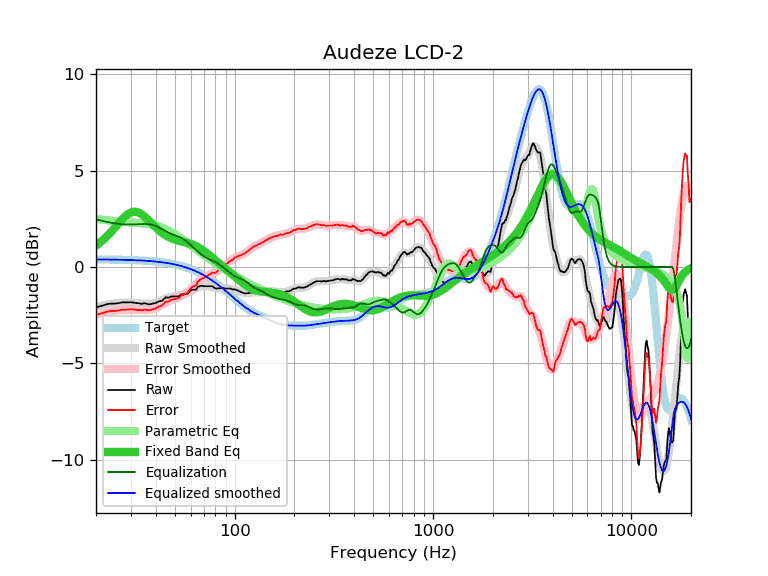 Audeze LCD-2
Amplitude (dBr)
10
5
0
−5
−10
Target
Raw Smoothed
Error Smoothed
Raw
Error
Parametric Eq
Fixed Band Eq
Equalization
Equalized smoothed
100
1000
10000
Frequency (Hz)